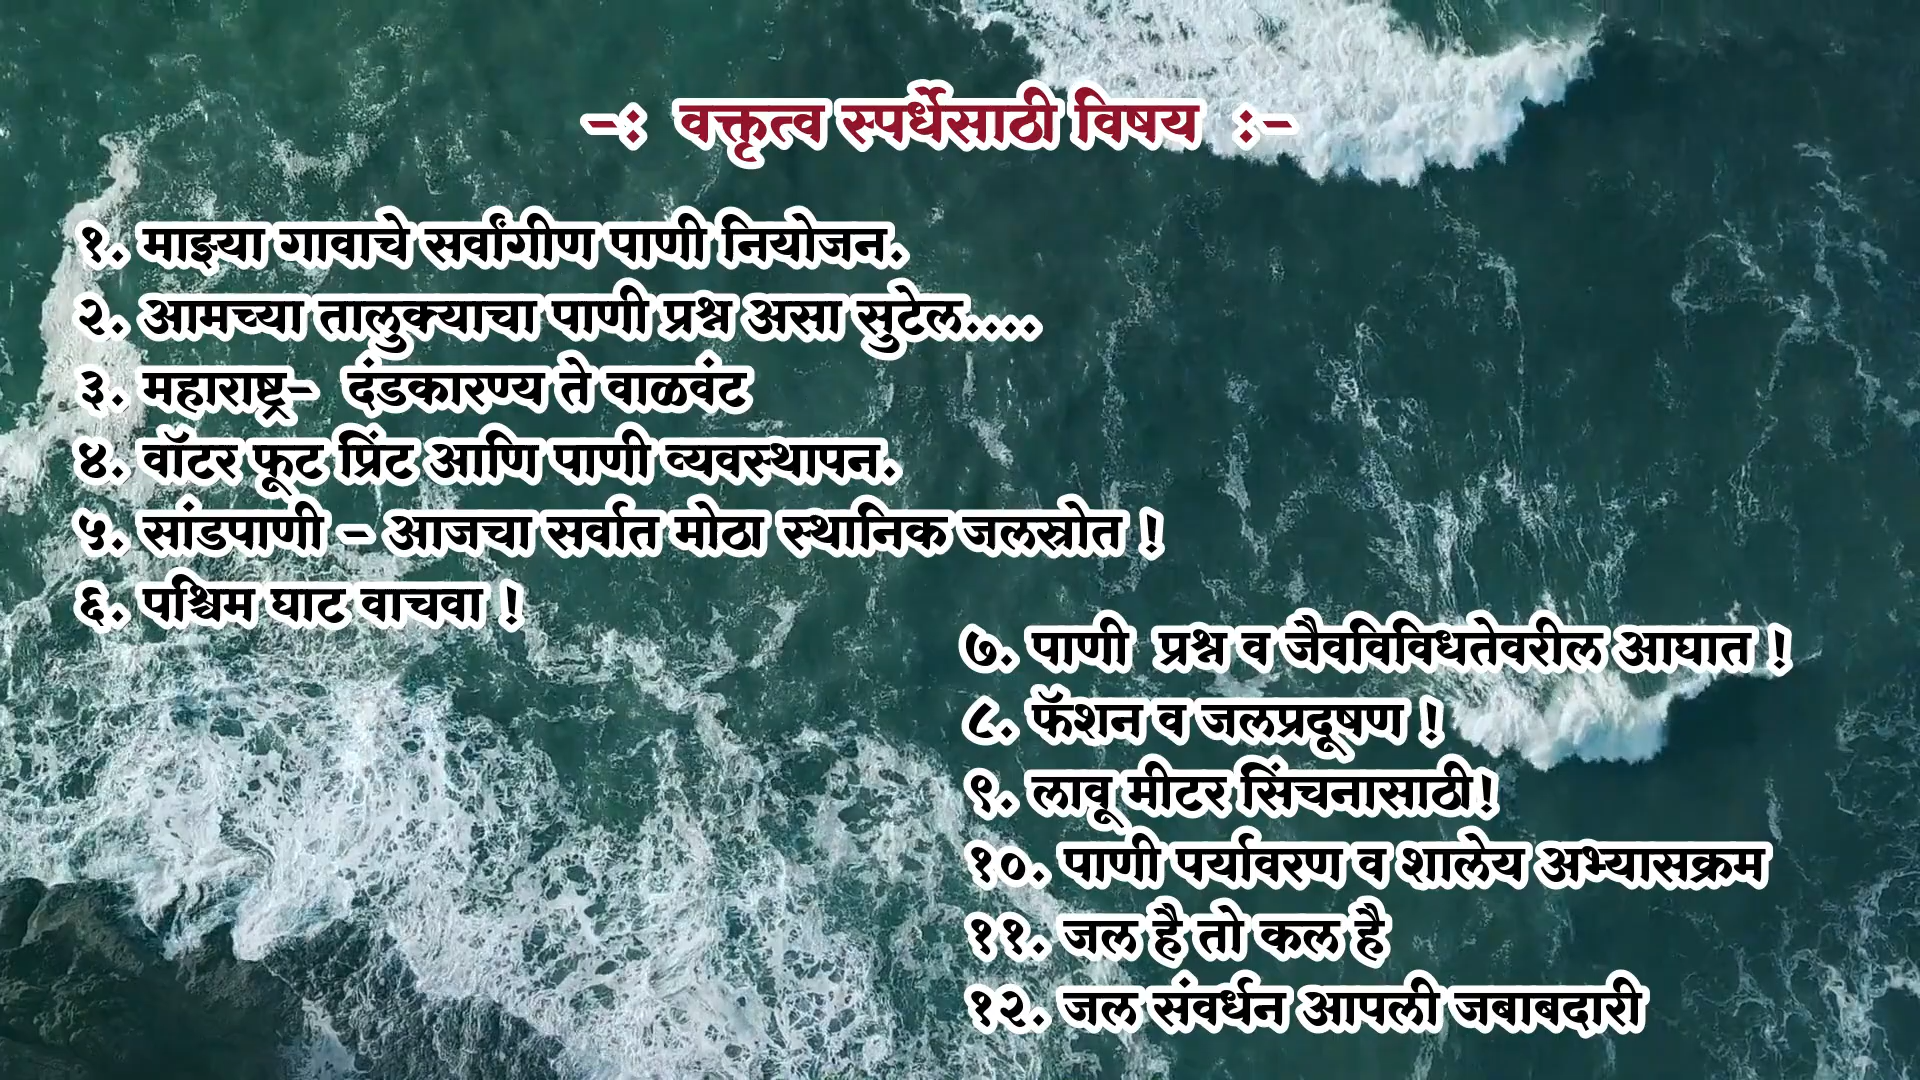 -: वक्तृत्व स्पर्धेसाठी विषय :-
१. माझ्या गावाचे सर्वांगीण पाणी नियोजन.
२. आमच्या तालुक्याचा पाणी प्रश्न असा सुटेल....
३. महाराष्ट्र- दंडकारण्य ते वाळवंट
४. वॉटर फूट प्रिंट आणि पाणी व्यवस्थापन.
५. सांडपाणी - आजचा सर्वात मोठा स्थानिक जलस्रोत !
६. पश्चिम घाट वाचवा !
७. पाणी प्रश्न व जैवविविधतेवरील आघात !
८. फॅशन व जलप्रदूषण !
९. लावू मीटर सिंचनासाठी!
१०. पाणी पर्यावरण व शालेय अभ्यासक्रम
११. जल है तो कल है
१२. जल संवर्धन आपली जबाबदारी